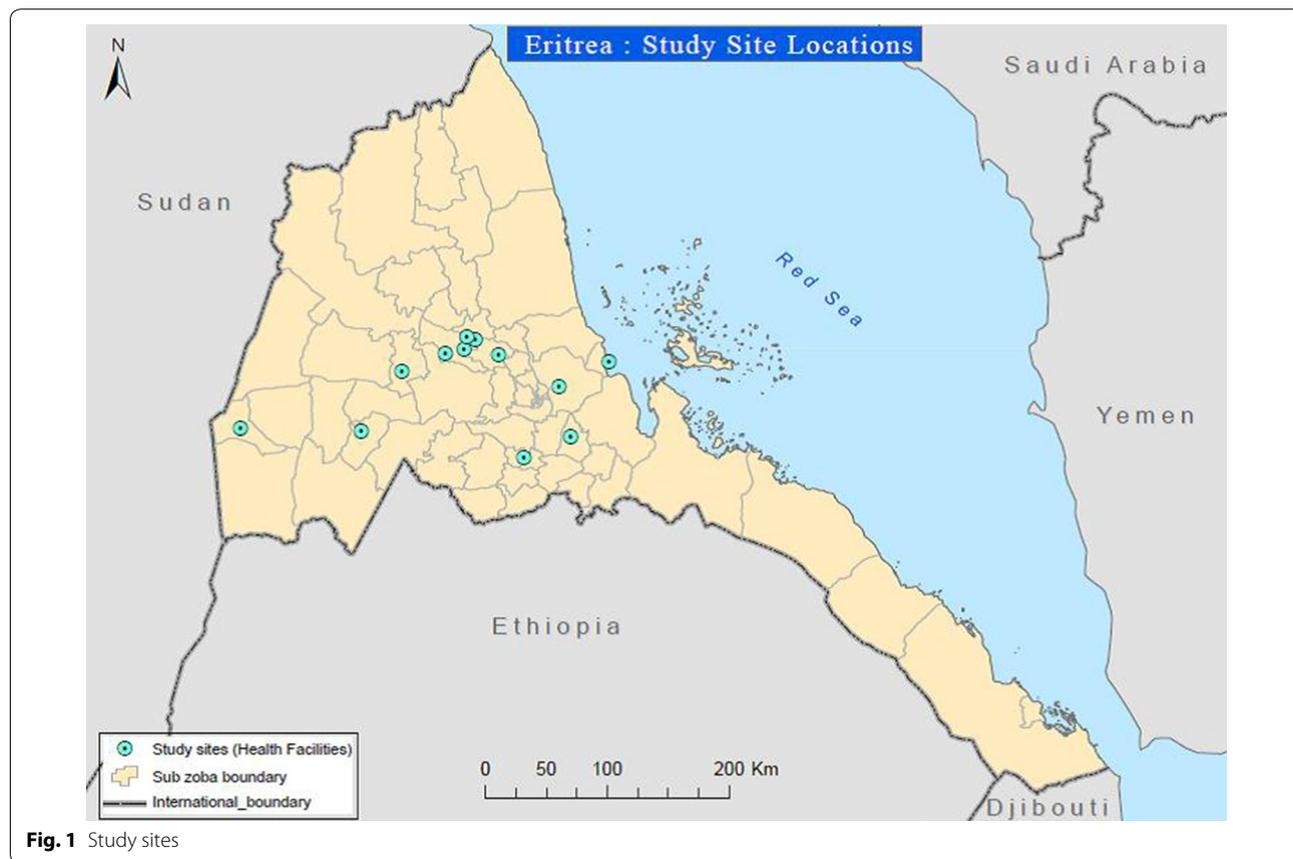 Eritrea : Study Site Locations
N
Saudi Arabia
Sudan
Red Sea
Yemen
Ethiopia
Study sites (Health Facilities)
Sub zoba boundary
International_boundary
0 50 100 200 Km
Djibouti
Fig. 1 Study sites